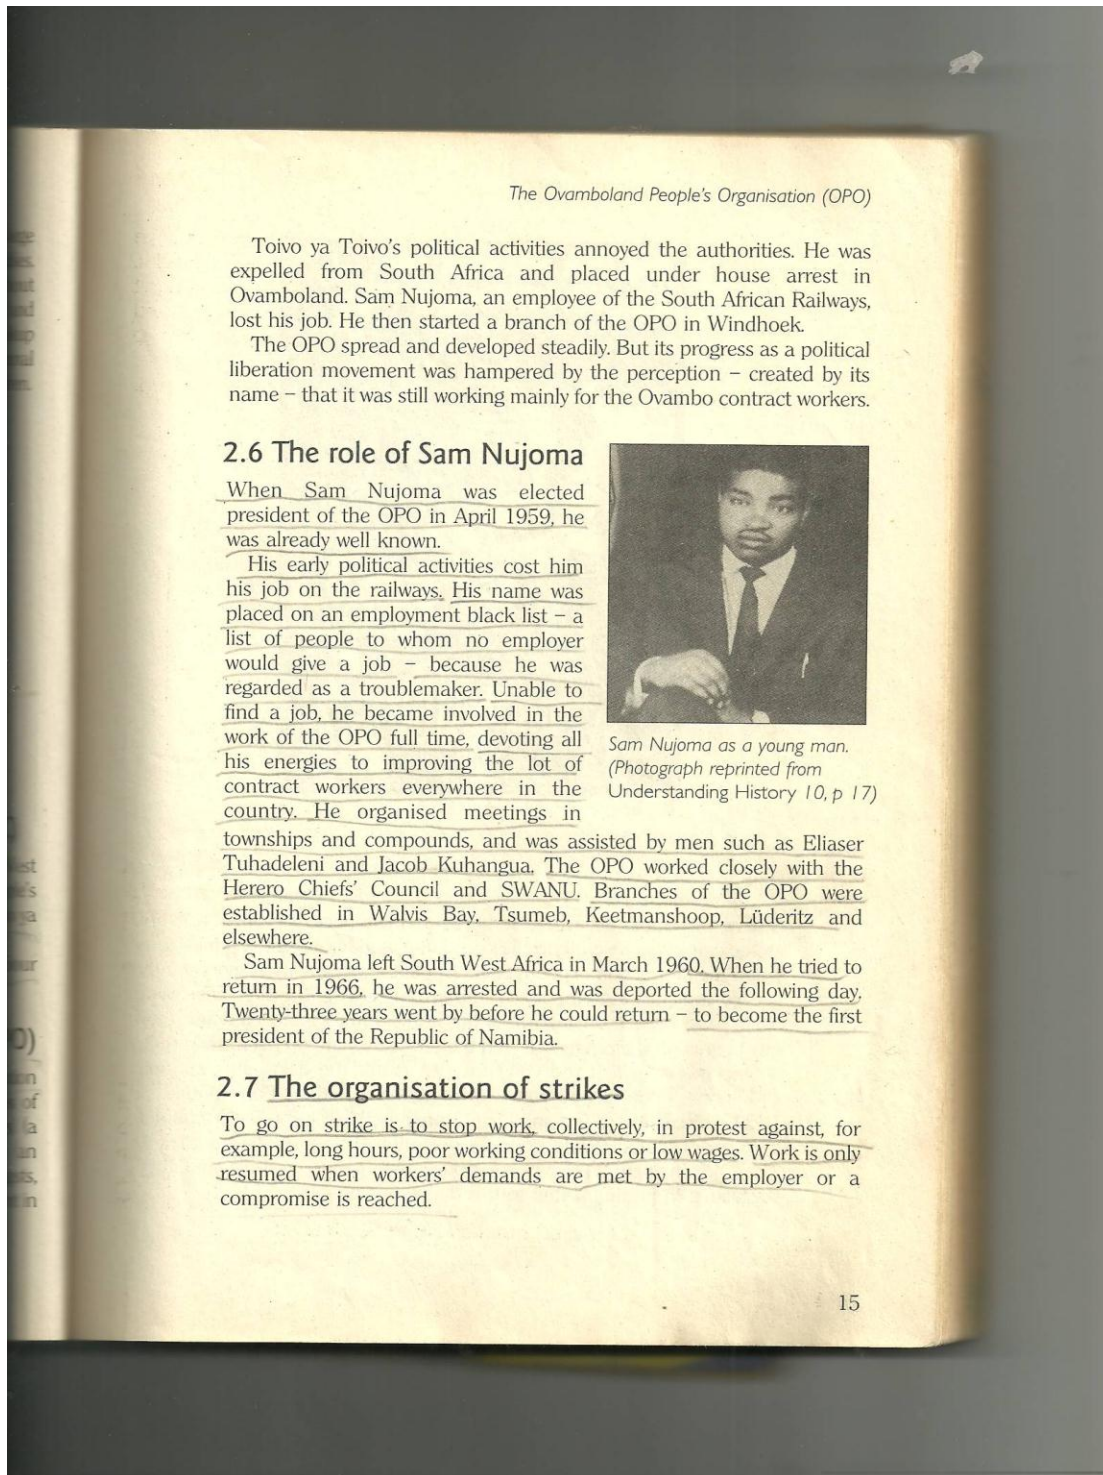 The Ovamboland People's Organisation (OPO)
Toivo ya Toivo's political activities annoyed the authorities. He was
expelled from South Africa and placed under house arrest in
Ovamboland. Sam Nujoma, an employee of the South African Railways,
lost his job. He then started a branch of the OPO in Windhoek.
The OPO spread and developed steadily. But its progress as a political
liberation movement was hampered by the perception – created by its
name – that it was still working mainly for the Ovambo contract workers.
2.6 The role of Sam Nujoma
When Sam Nujoma was elected
president of the OPO in April 1959, he
was already well known.
His early political activities cost him
his job on the railways. His name was
placed on an employment black list – a
list of people to whom no employer
would give a job – because he was
regarded as a troublemaker. Unable to
find a job, he became involved in the
work of the OPO full time, devoting all
his energies to improving the lot of
contract workers everywhere in the
country. He organised meetings in
Sam Nujoma as a young man.
(Photograph reprinted from
Understanding History 10, p 17)
townships and compounds, and was assisted by men such as Eliaser
Tuhadeleni and Jacob Kuhangua. The OPO worked closely with the
Herero Chiefs' Council and SWANU. Branches of the OPO were
established in Walvis Bay, Tsumeb, Keetmanshoop, Lüderitz and
elsewhere.
Sam Nujoma left South West Africa in March 1960. When he tried to
return in 1966, he was arrested and was deported the following day.
Twenty-three years went by before he could return – to become the first
president of the Republic of Namibia.
2.7 The organisation of strikes
To go on strike is to stop work, collectively, in protest against, for
example, long hours, poor working conditions or low wages. Work is only
resumed when workers' demands are met by the employer or a
compromise is reached.
15